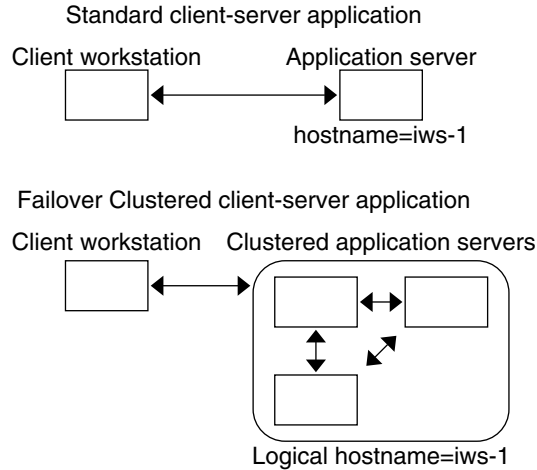 Standard client-server application
Client workstation
Application server
hostname=iws-1
Failover Clustered client-server application
Client workstation
Clustered application servers
Logical hostname=iws-1